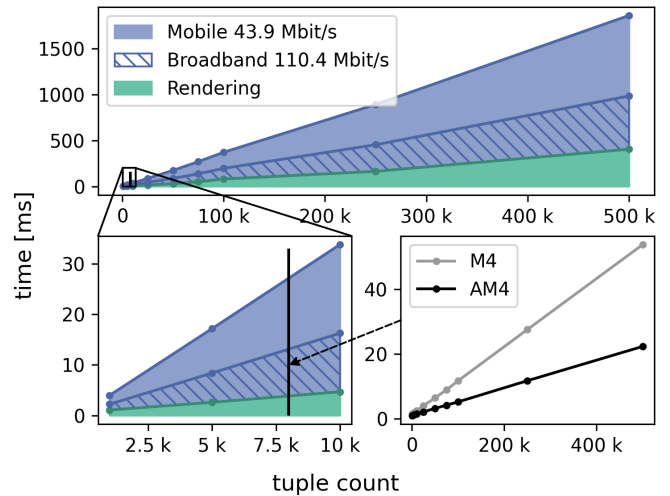 Mobile 43.9 Mbit/s
Broadband 110.4 Mbit/s
Rendering
1500
1000
500
0
0 100 k 200 k 300 k 400 k 500 k
time [ms]
30
20
10
0
2.5 k 5 k 7.5 k 10 k
M4
AM4
40
20
0
0 200 k 400 k
tuple count